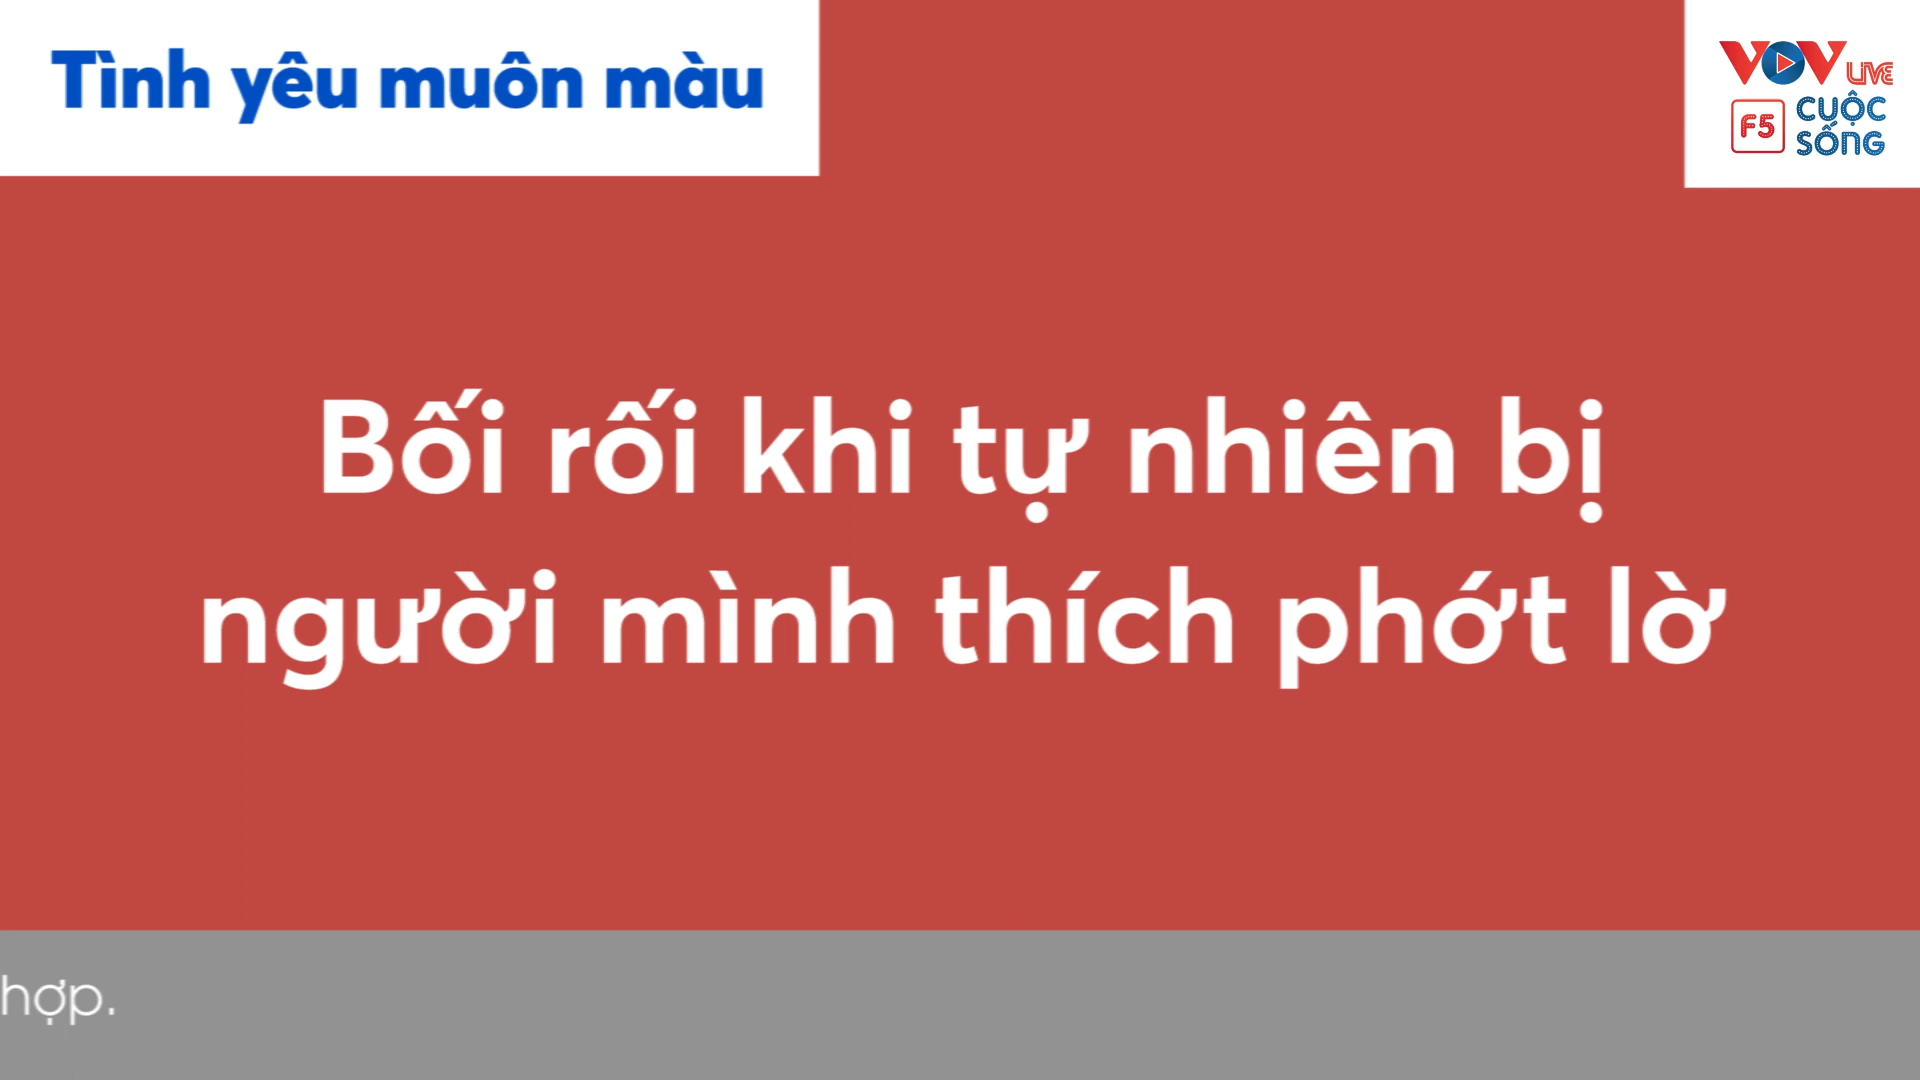 Tình yêu muôn màu
VOV LIVE
F5 CUỘC SỐNG
Bối rối khi tự nhiên bị
người mình thích phớt lờ
hợp.